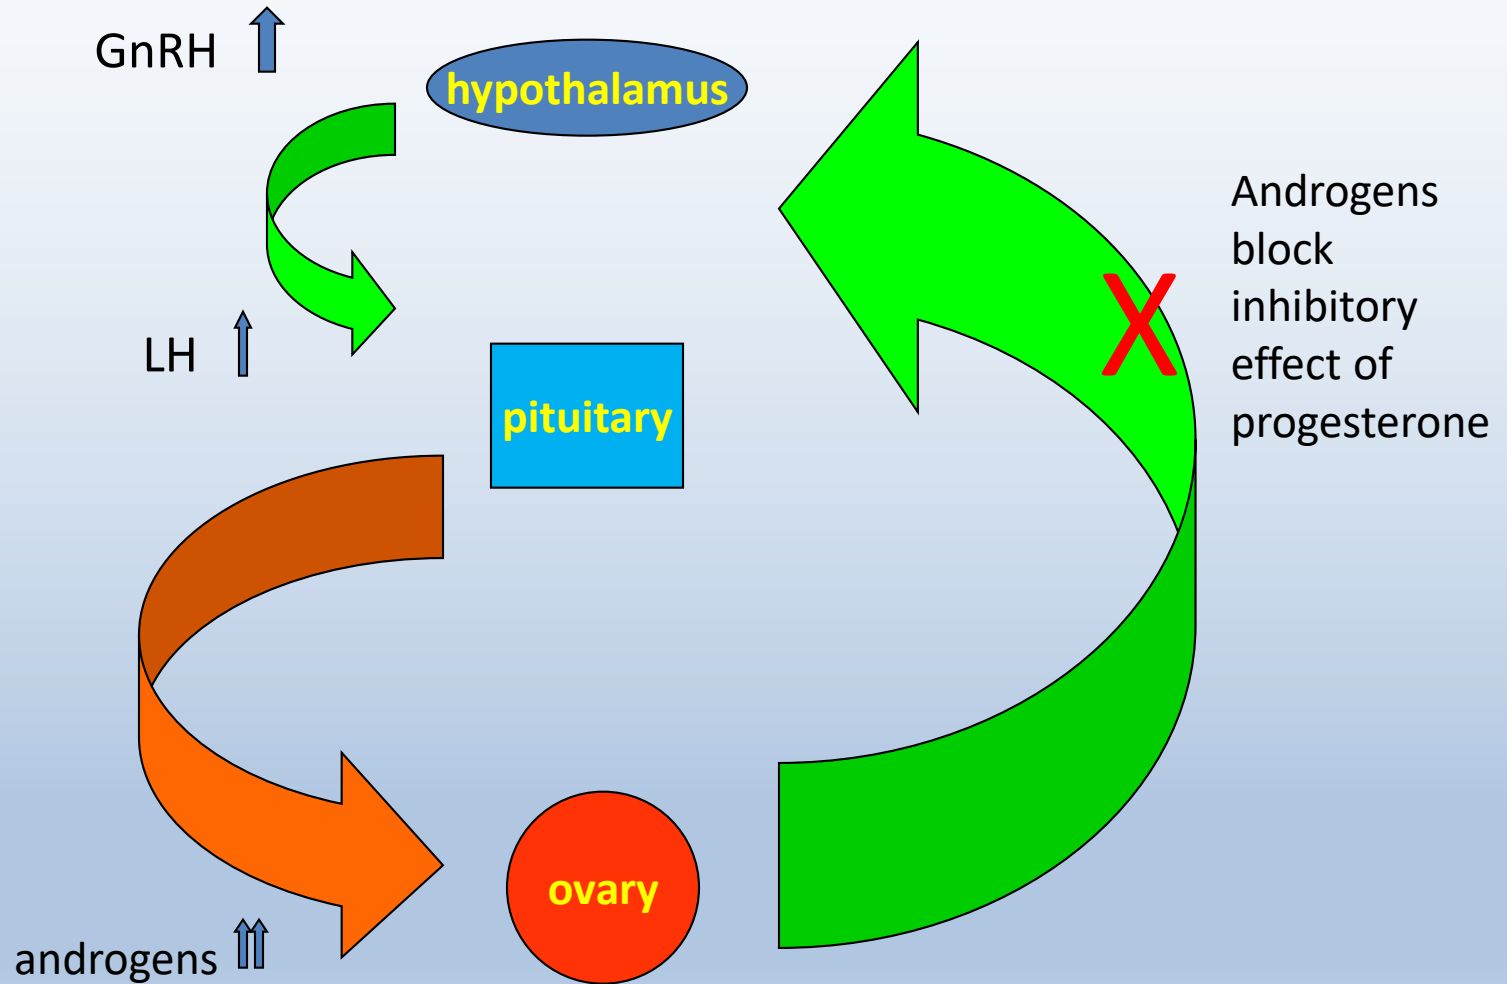 GnRH
hypothalamus
Androgens
block
inhibitory
effect of
progesterone
X
LH
pituitary
ovary
androgens